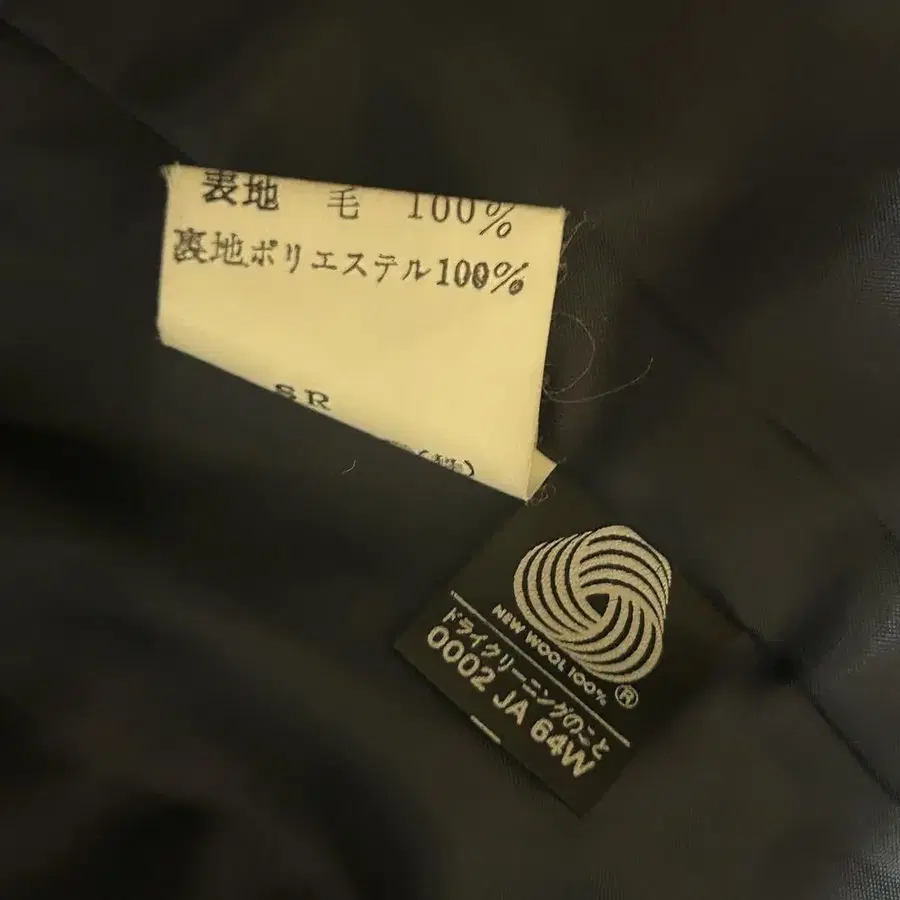 表地 毛 100%
裏地ポリエステル100%
SR
NEW WOOL 100%
ドライクリーニングのこと
0002 JA 64W